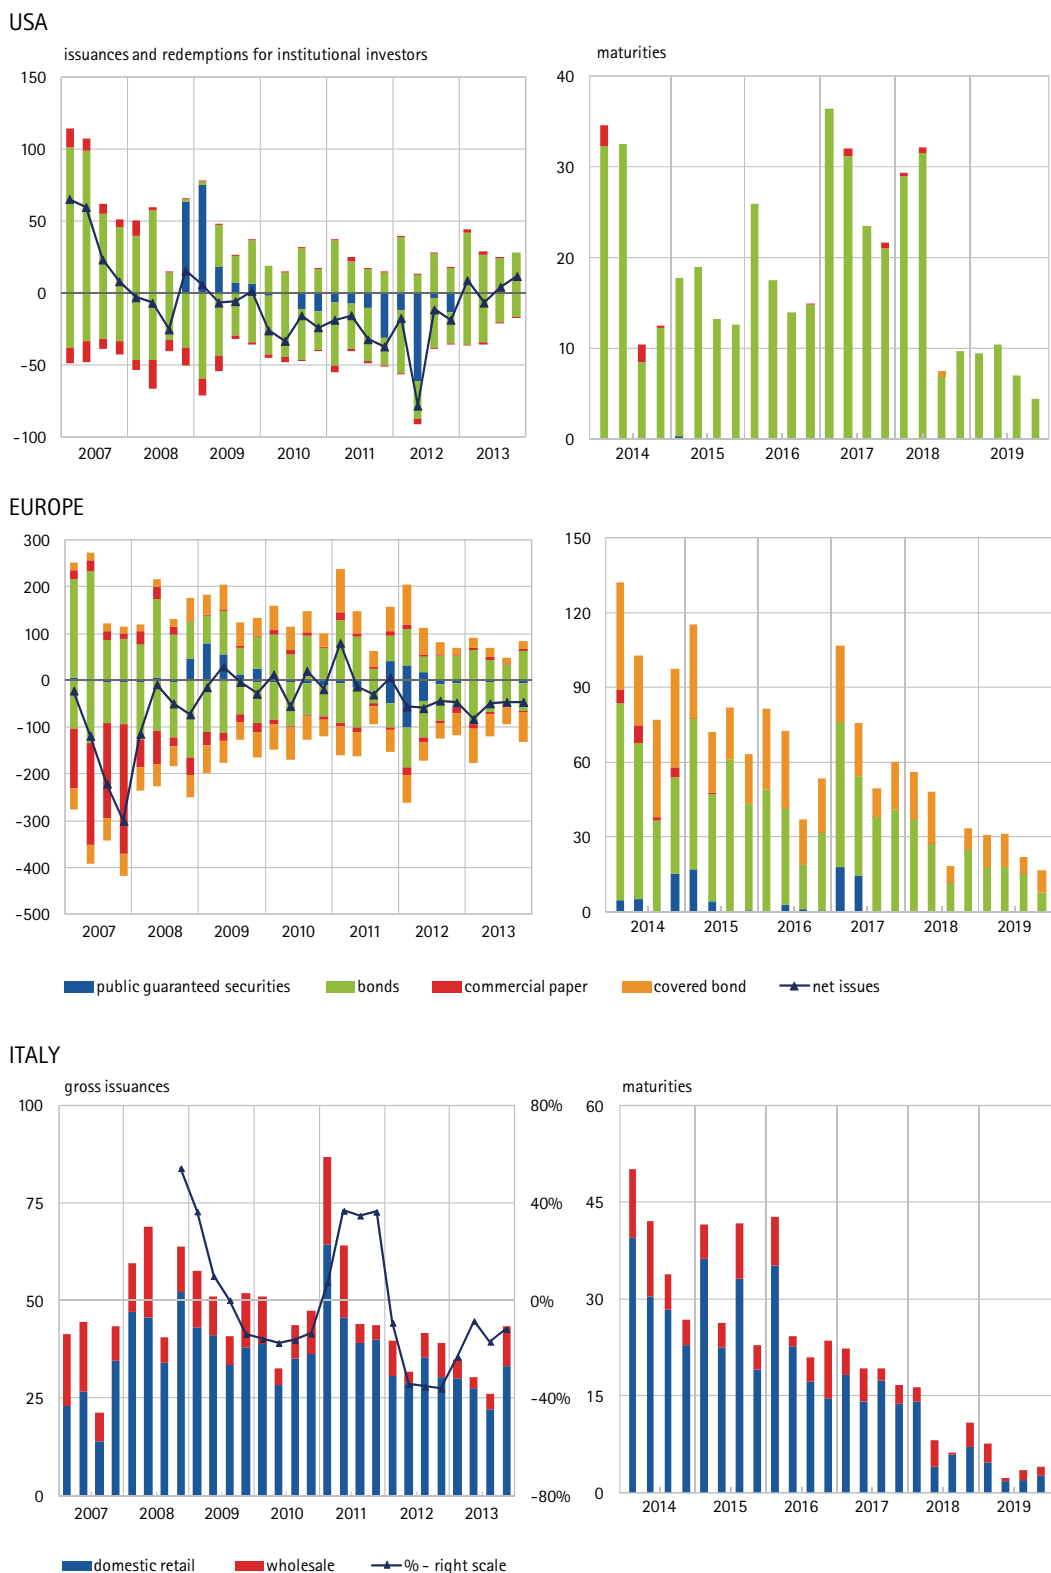 USA
issuances and redemptions for institutional investors
150
100
50
0
-50
-100
2007 2008 2009 2010 2011 2012 2013
maturities
40
30
20
10
0
2014 2015 2016 2017 2018 2019
EUROPE
300
200
100
0
-100
-200
-300
-400
-500
2007 2008 2009 2010 2011 2012 2013
150
120
90
60
30
0
2014 2015 2016 2017 2018 2019
public guaranteed securities bonds commercial paper covered bond net issues
ITALY
gross issuances
100
75
50
25
0
80%
40%
0%
-40%
-80%
2007 2008 2009 2010 2011 2012 2013
maturities
60
45
30
15
0
2014 2015 2016 2017 2018 2019
domestic retail wholesale % - right scale